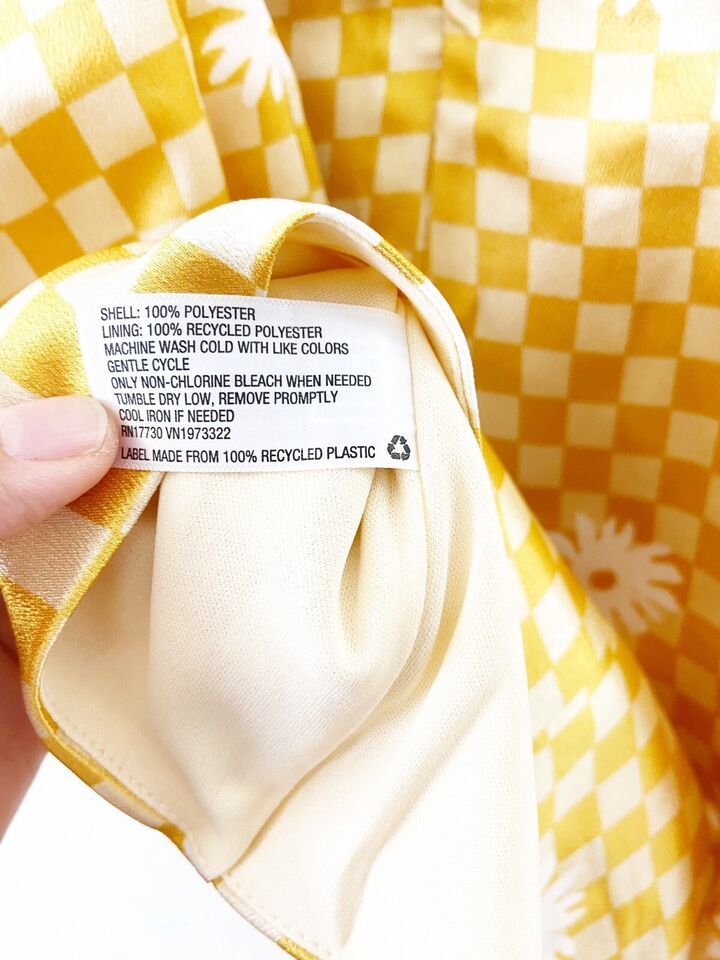 SHELL: 100% POLYESTER
LINING: 100% RECYCLED POLYESTER
MACHINE WASH COLD WITH LIKE COLORS
GENTLE CYCLE
ONLY NON-CHLORINE BLEACH WHEN NEEDED
TUMBLE DRY LOW, REMOVE PROMPTLY
COOL IRON IF NEEDED
RN17730 VN1973322
LABEL MADE FROM 100% RECYCLED PLASTIC